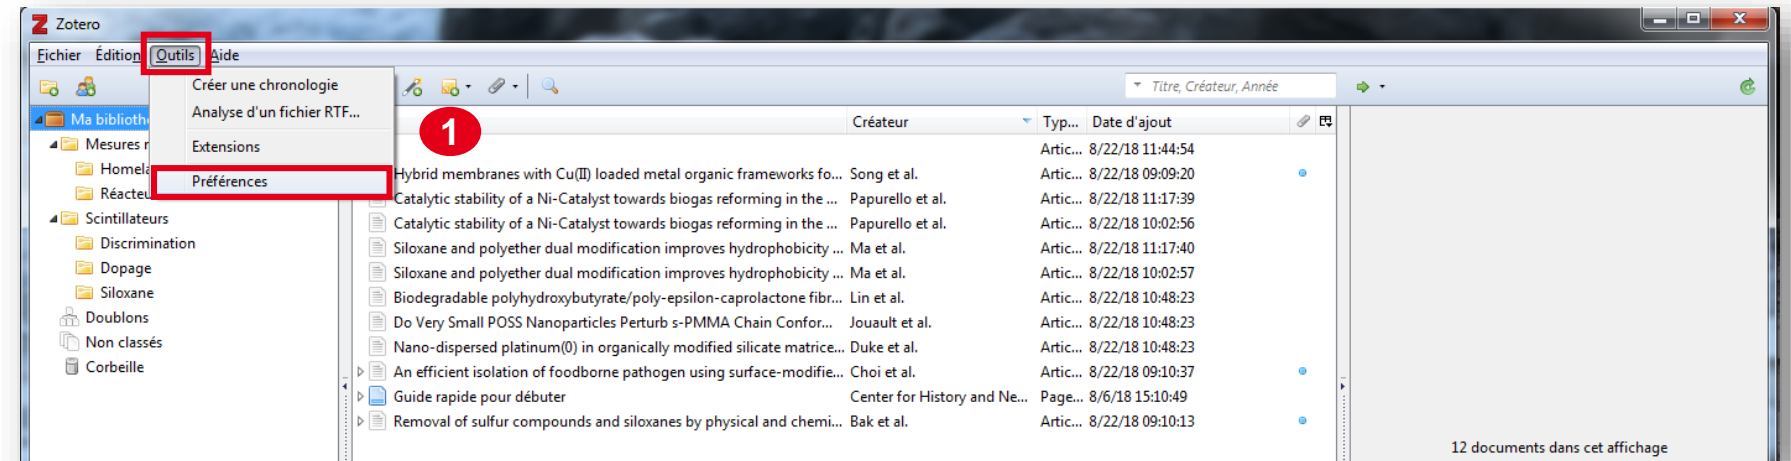 Zotero
Fichier Édition Outils Aide
Créer une chronologie
Analyse d'un fichier RTF...
Extensions
Préférences
1
Titre, Créateur, Année
Ma biblioth
Mesures r
Homela
Réacteu
Scintillateurs
Discrimination
Dopage
Siloxane
Doublons
Non classés
Corbeille
Créateur Typ... Date d'ajout
Artic... 8/22/18 11:44:54
Hybrid membranes with Cu(II) loaded metal organic frameworks fo... Song et al. Artic... 8/22/18 09:09:20
Catalytic stability of a Ni-Catalyst towards biogas reforming in the ... Papurello et al. Artic... 8/22/18 11:17:39
Catalytic stability of a Ni-Catalyst towards biogas reforming in the ... Papurello et al. Artic... 8/22/18 10:02:56
Siloxane and polyether dual modification improves hydrophobicity ... Ma et al. Artic... 8/22/18 11:17:40
Siloxane and polyether dual modification improves hydrophobicity ... Ma et al. Artic... 8/22/18 10:02:57
Biodegradable polyhydroxybutyrate/poly-epsilon-caprolactone fibr... Lin et al. Artic... 8/22/18 10:48:23
Do Very Small POSS Nanoparticles Perturb s-PMMA Chain Confor... Jouault et al. Artic... 8/22/18 10:48:23
Nano-dispersed platinum(0) in organically modified silicate matrice... Duke et al. Artic... 8/22/18 10:48:23
An efficient isolation of foodborne pathogen using surface-modifie... Choi et al. Artic... 8/22/18 09:10:37
Guide rapide pour débuter Center for History and Ne... Page... 8/6/18 15:10:49
Removal of sulfur compounds and siloxanes by physical and chemi... Bak et al. Artic... 8/22/18 09:10:13
12 documents dans cet affichage